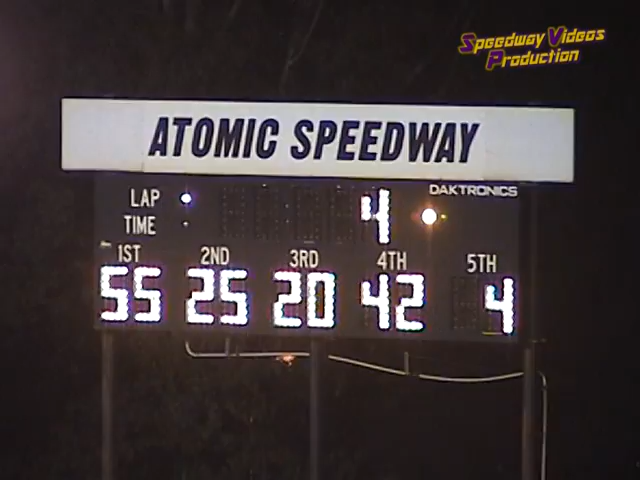 Speedway Videos
Production
ATOMIC SPEEDWAY
DAKTRONICS
LAP 4
TIME
1ST 2ND 3RD 4TH 5TH
55 25 20 42 4